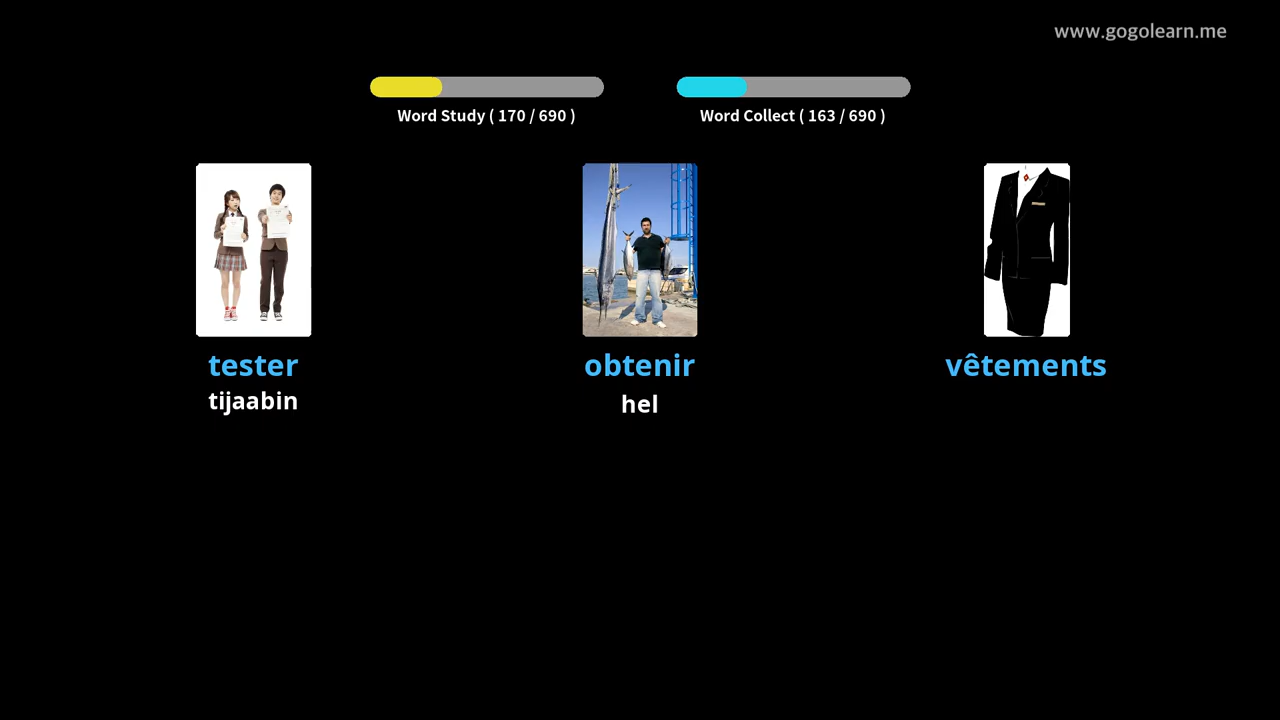 www.gogolearn.me
Word Study ( 170 / 690 )
Word Collect ( 163 / 690 )
tester
tijaabin
obtenir
hel
vêtements